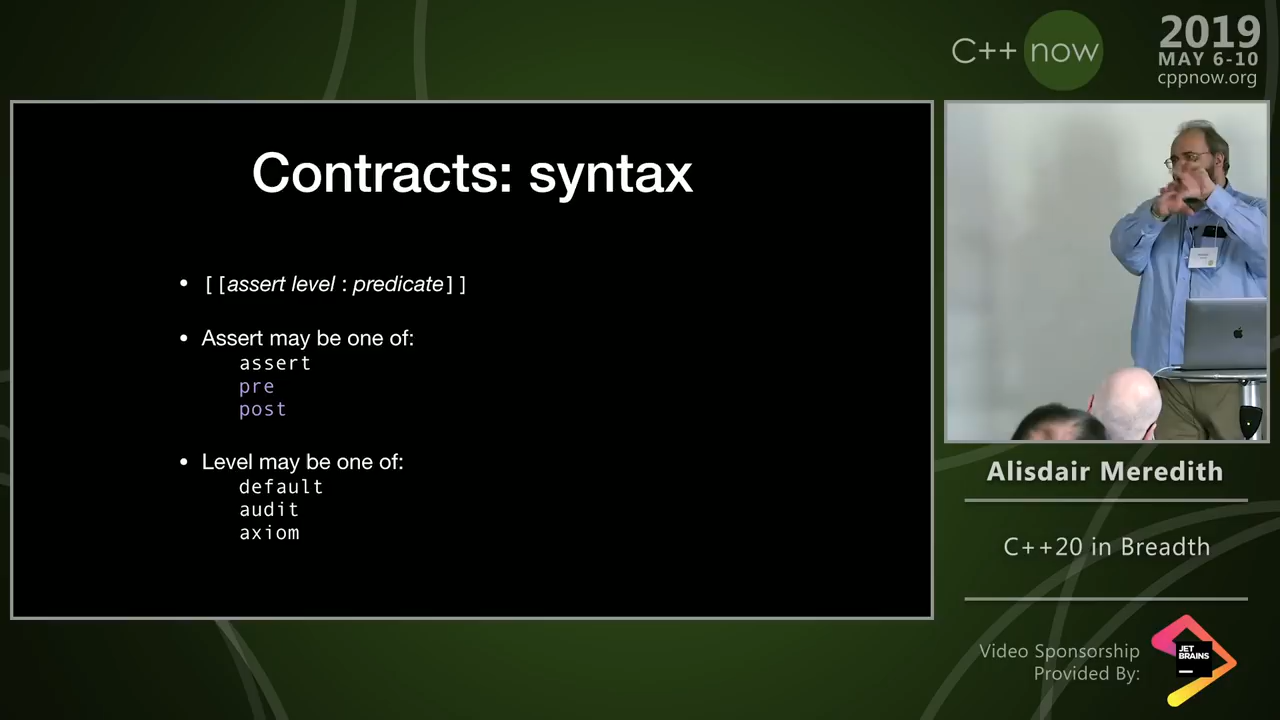 C++ now
2019
MAY 6-10
cppnow.org
Contracts: syntax
• [[assert level : predicate]]
• Assert may be one of:
assert
pre
post
• Level may be one of:
default
audit
axiom
Alisdair Meredith
C++20 in Breadth
Video Sponsorship
Provided By:
JET
BRAINS